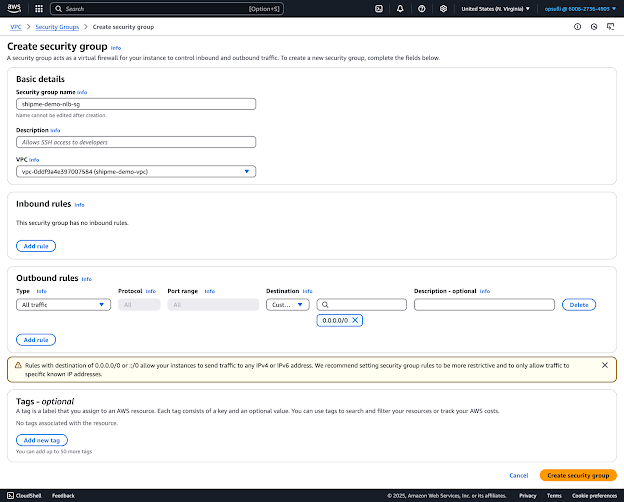 aws
Search [Option+S] United States (N. Virginia) opselli @ 6006-2736-4993
VPC > Security Groups > Create security group
Create security group Info
A security group acts as a virtual firewall for your instance to control inbound and outbound traffic. To create a new security group, complete the fields below.
Basic details
Security group name Info
shipme-demo-nlb-sg
Name cannot be edited after creation.
Description Info
Allows SSH access to developers
VPC Info
vpc-0ddf9a4e397007584 (shipme-demo-vpc)
Inbound rules Info
This security group has no inbound rules.
Add rule
Outbound rules Info
Type Info Protocol Info Port range Info Destination Info Description - optional Info
All traffic All All Cust... Delete
0.0.0.0/0
Add rule
Rules with destination of 0.0.0.0/0 or ::/0 allow your instances to send traffic to any IPv4 or IPv6 address. We recommend setting security group rules to be more restrictive and to only allow traffic to
specific known IP addresses.
Tags - optional
A tag is a label that you assign to an AWS resource. Each tag consists of a key and an optional value. You can use tags to search and filter your resources or track your AWS costs.
No tags associated with the resource.
Add new tag
You can add up to 50 more tags
Cancel Create security group
CloudShell Feedback © 2025, Amazon Web Services, Inc. or its affiliates. Privacy Terms Cookie preferences